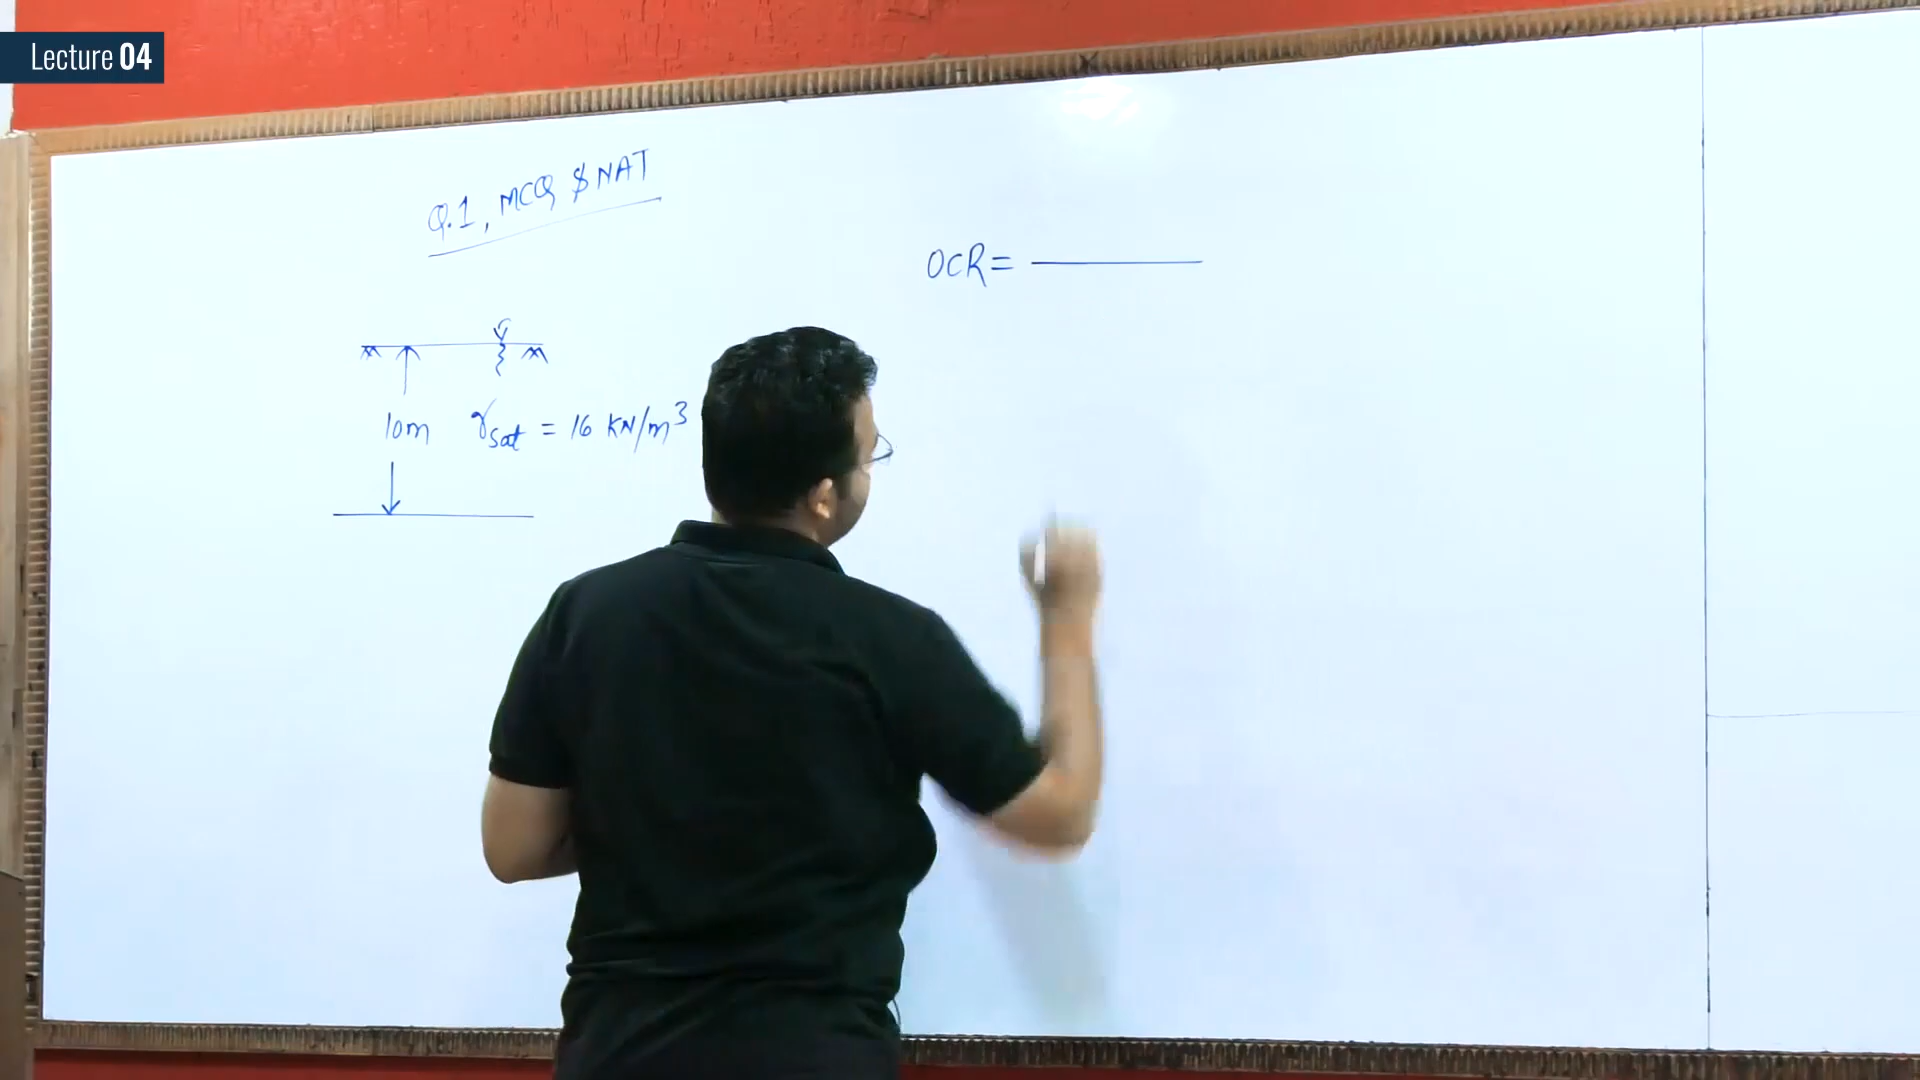 Lecture 04
Q.1, MCQ & NAT
OCR =
10m γsat = 16 KN/m³